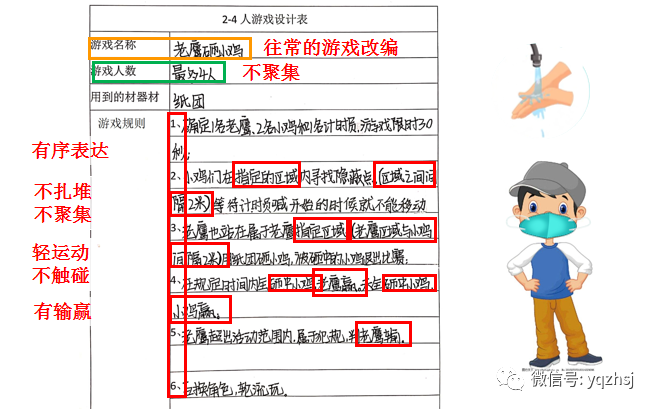 2-4 人游戏设计表
游戏名称 老鹰砸小鸡 往常的游戏改编
游戏人数 最多4人 不聚集
用到的材器材 纸团
游戏规则 1、确定1名老鹰、2名小鸡和1名计时员,游戏限时30
秒;
有序表达
2、小鸡们在指定的区域内寻找隐藏点,(区域之间间
不扎堆
隔2米)等待计时员喊开始的时候就不能移动
不聚集
3、老鹰也站在属于老鹰指定区域(老鹰区域与小鸡
轻运动
间隔2米)用纸团砸小鸡,被砸中的小鸡退出比赛;
不触碰
4、在规定时间内全砸中小鸡老鹰赢,未全砸中小鸡,
有输赢
小鸡赢。
5、老鹰超出活动范围内,属于犯规,判老鹰输。
6、互换角色,轮流玩。
微信号: yqzhsj